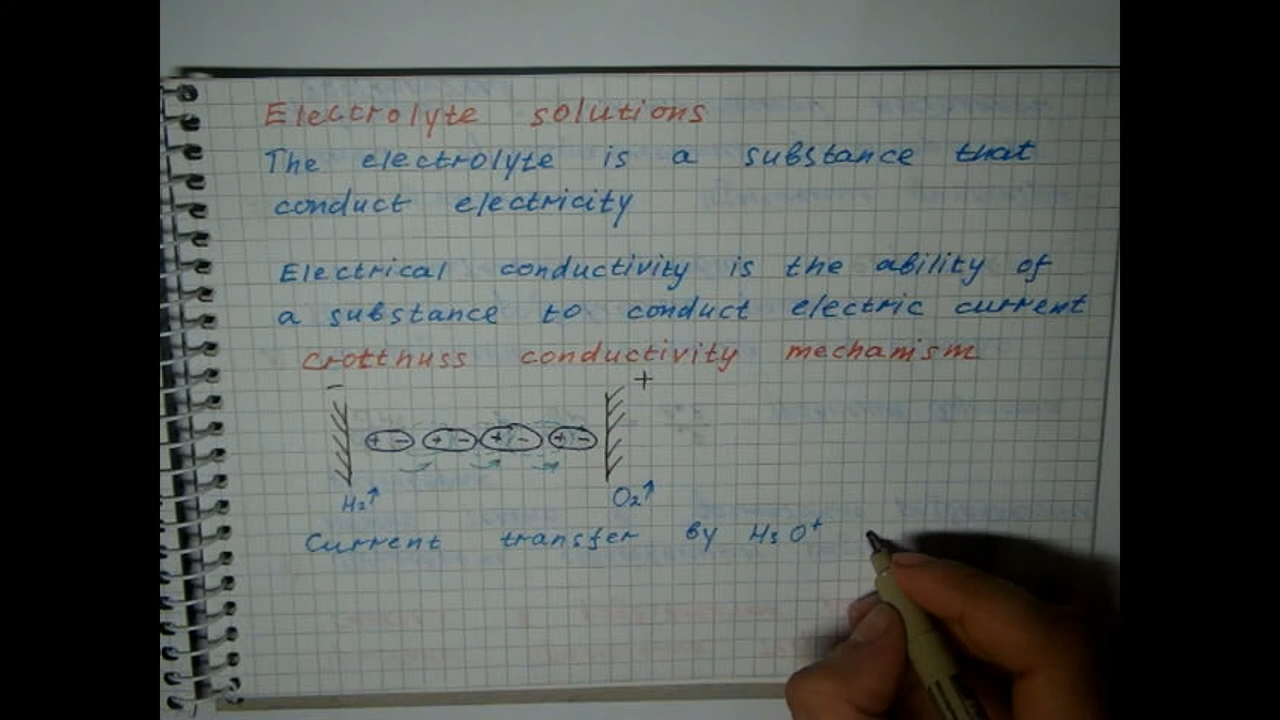 Electrolyte solutions
The electrolyte is a substance that
conduct electricity
Electrical conductivity is the ability of
a substance to conduct electric current
Crotthuss conductivity mechanism
- +
+ - + - + - + -
H₂↑ O₂↑
Current transfer by H₃O⁺